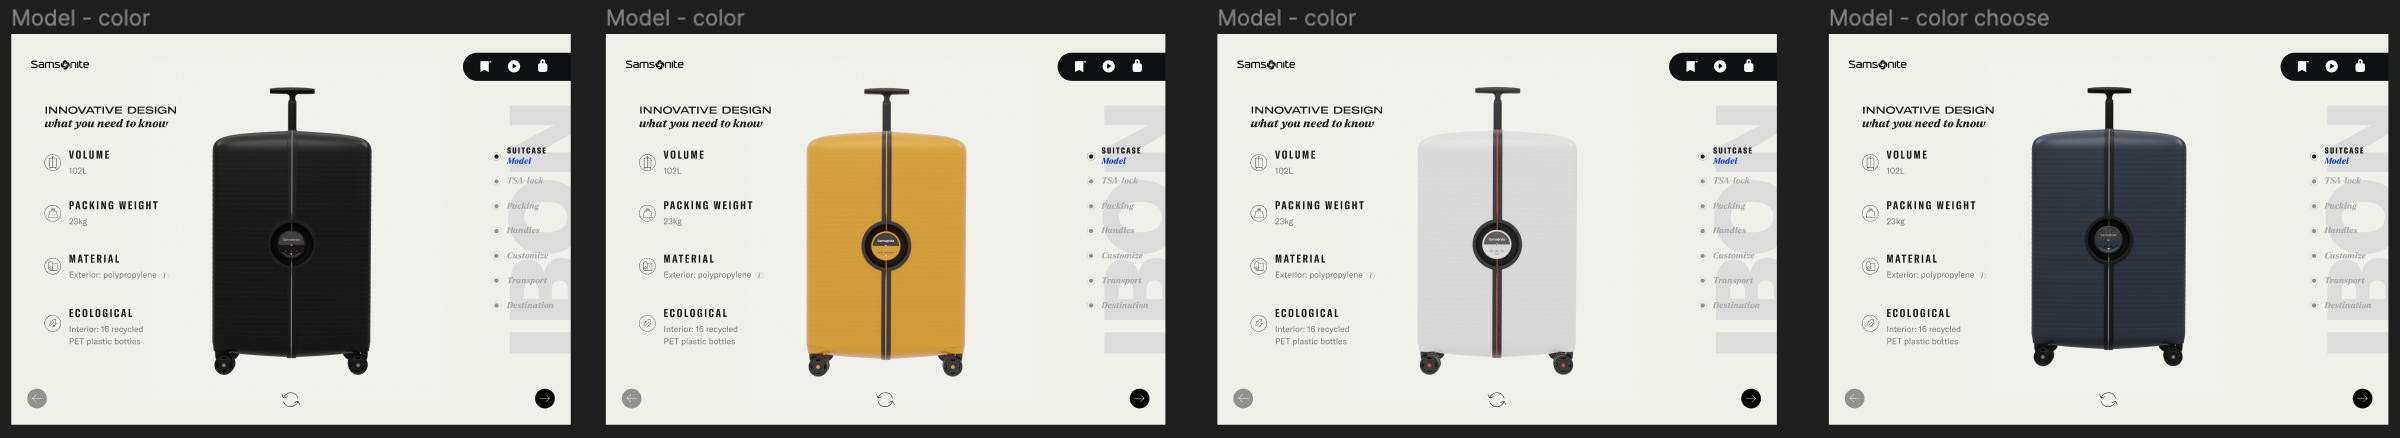 Model - color
Samsonite
INNOVATIVE DESIGN
what you need to know
VOLUME
102L
PACKING WEIGHT
23kg
MATERIAL
Exterior: polypropylene i
ECOLOGICAL
Interior: 16 recycled
PET plastic bottles
SUITCASE
Model
TSA-lock
Packing
Handles
Customize
Transport
Destination
IBON
Model - color
Samsonite
INNOVATIVE DESIGN
what you need to know
VOLUME
102L
PACKING WEIGHT
23kg
MATERIAL
Exterior: polypropylene i
ECOLOGICAL
Interior: 16 recycled
PET plastic bottles
Samsonite
SUITCASE
Model
TSA-lock
Packing
Handles
Customize
Transport
Destination
IBON
Model - color
Samsonite
INNOVATIVE DESIGN
what you need to know
VOLUME
102L
PACKING WEIGHT
23kg
MATERIAL
Exterior: polypropylene i
ECOLOGICAL
Interior: 16 recycled
PET plastic bottles
Samsonite
SUITCASE
Model
TSA-lock
Packing
Handles
Customize
Transport
Destination
IBON
Model - color choose
Samsonite
INNOVATIVE DESIGN
what you need to know
VOLUME
102L
PACKING WEIGHT
23kg
MATERIAL
Exterior: polypropylene i
ECOLOGICAL
Interior: 16 recycled
PET plastic bottles
SUITCASE
Model
TSA-lock
Packing
Handles
Customize
Transport
Destination
IBON